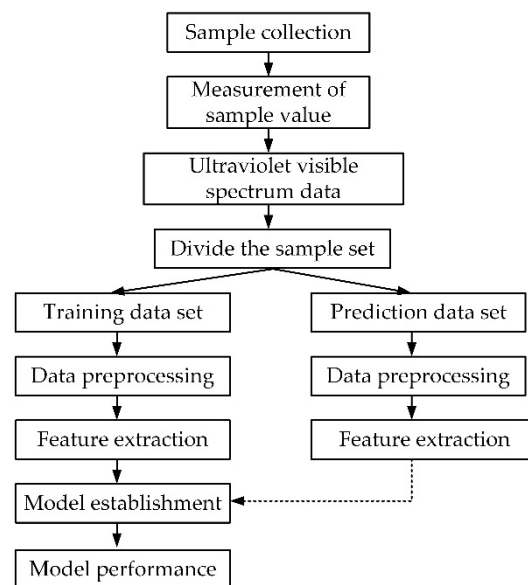 Sample collection
Measurement of
sample value
Ultraviolet visible
spectrum data
Divide the sample set
Training data set
Prediction data set
Data preprocessing
Data preprocessing
Feature extraction
Feature extraction
Model establishment
Model performance